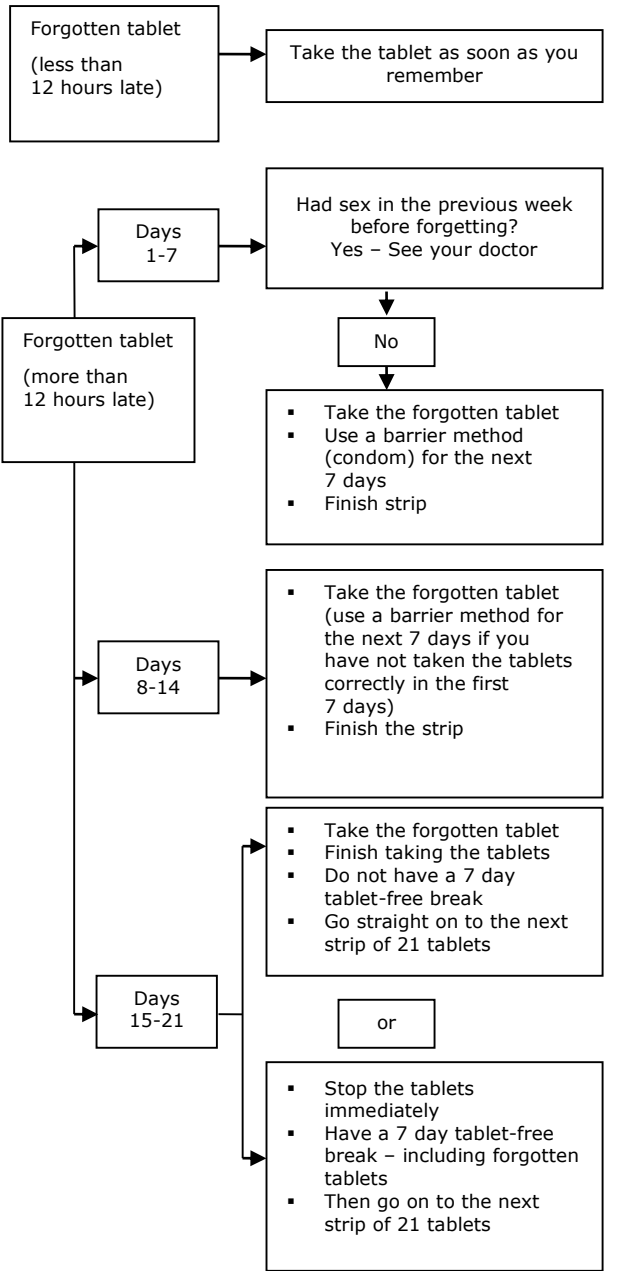 Forgotten tablet
(less than
12 hours late)
Take the tablet as soon as you
remember
Days
1-7
Had sex in the previous week
before forgetting?
Yes – See your doctor
Forgotten tablet
(more than
12 hours late)
No
▪ Take the forgotten tablet
▪ Use a barrier method
(condom) for the next
7 days
▪ Finish strip
Days
8-14
▪ Take the forgotten tablet
(use a barrier method for
the next 7 days if you
have not taken the tablets
correctly in the first
7 days)
▪ Finish the strip
Days
15-21
▪ Take the forgotten tablet
▪ Finish taking the tablets
▪ Do not have a 7 day
tablet-free break
▪ Go straight on to the next
strip of 21 tablets
or
▪ Stop the tablets
immediately
▪ Have a 7 day tablet-free
break – including forgotten
tablets
▪ Then go on to the next
strip of 21 tablets